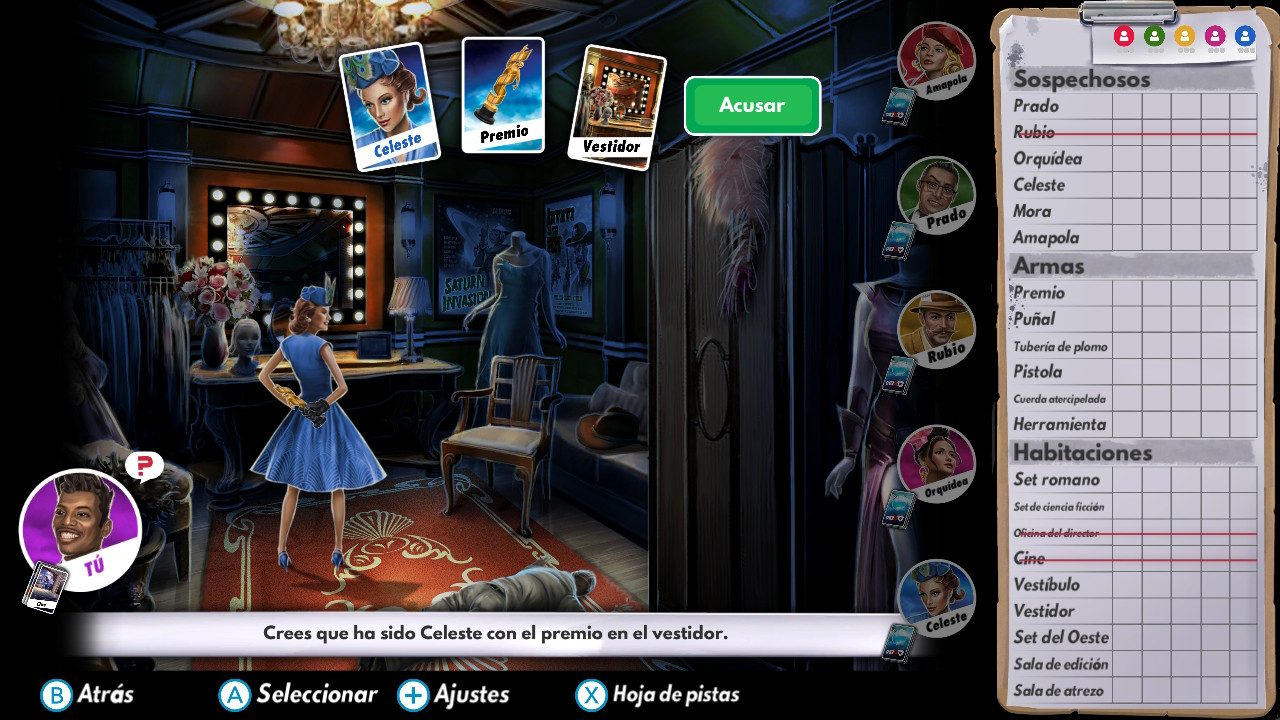 Celeste
Premio
Vestidor
Acusar
Amapola
Prado
Rubio
Orquídea
Celeste
SATURN
INVASION
?
TÚ
Crees que ha sido Celeste con el premio en el vestidor.
B Atrás
A Seleccionar
+ Ajustes
X Hoja de pistas
Sospechosos
Prado
Rubio
Orquídea
Celeste
Mora
Amapola
Armas
Premio
Puñal
Tubería de plomo
Pistola
Cuerda atercipelada
Herramienta
Habitaciones
Set romano
Set de ciencia ficción
Oficina del director
Cine
Vestíbulo
Vestidor
Set del Oeste
Sala de edición
Sala de atrezo